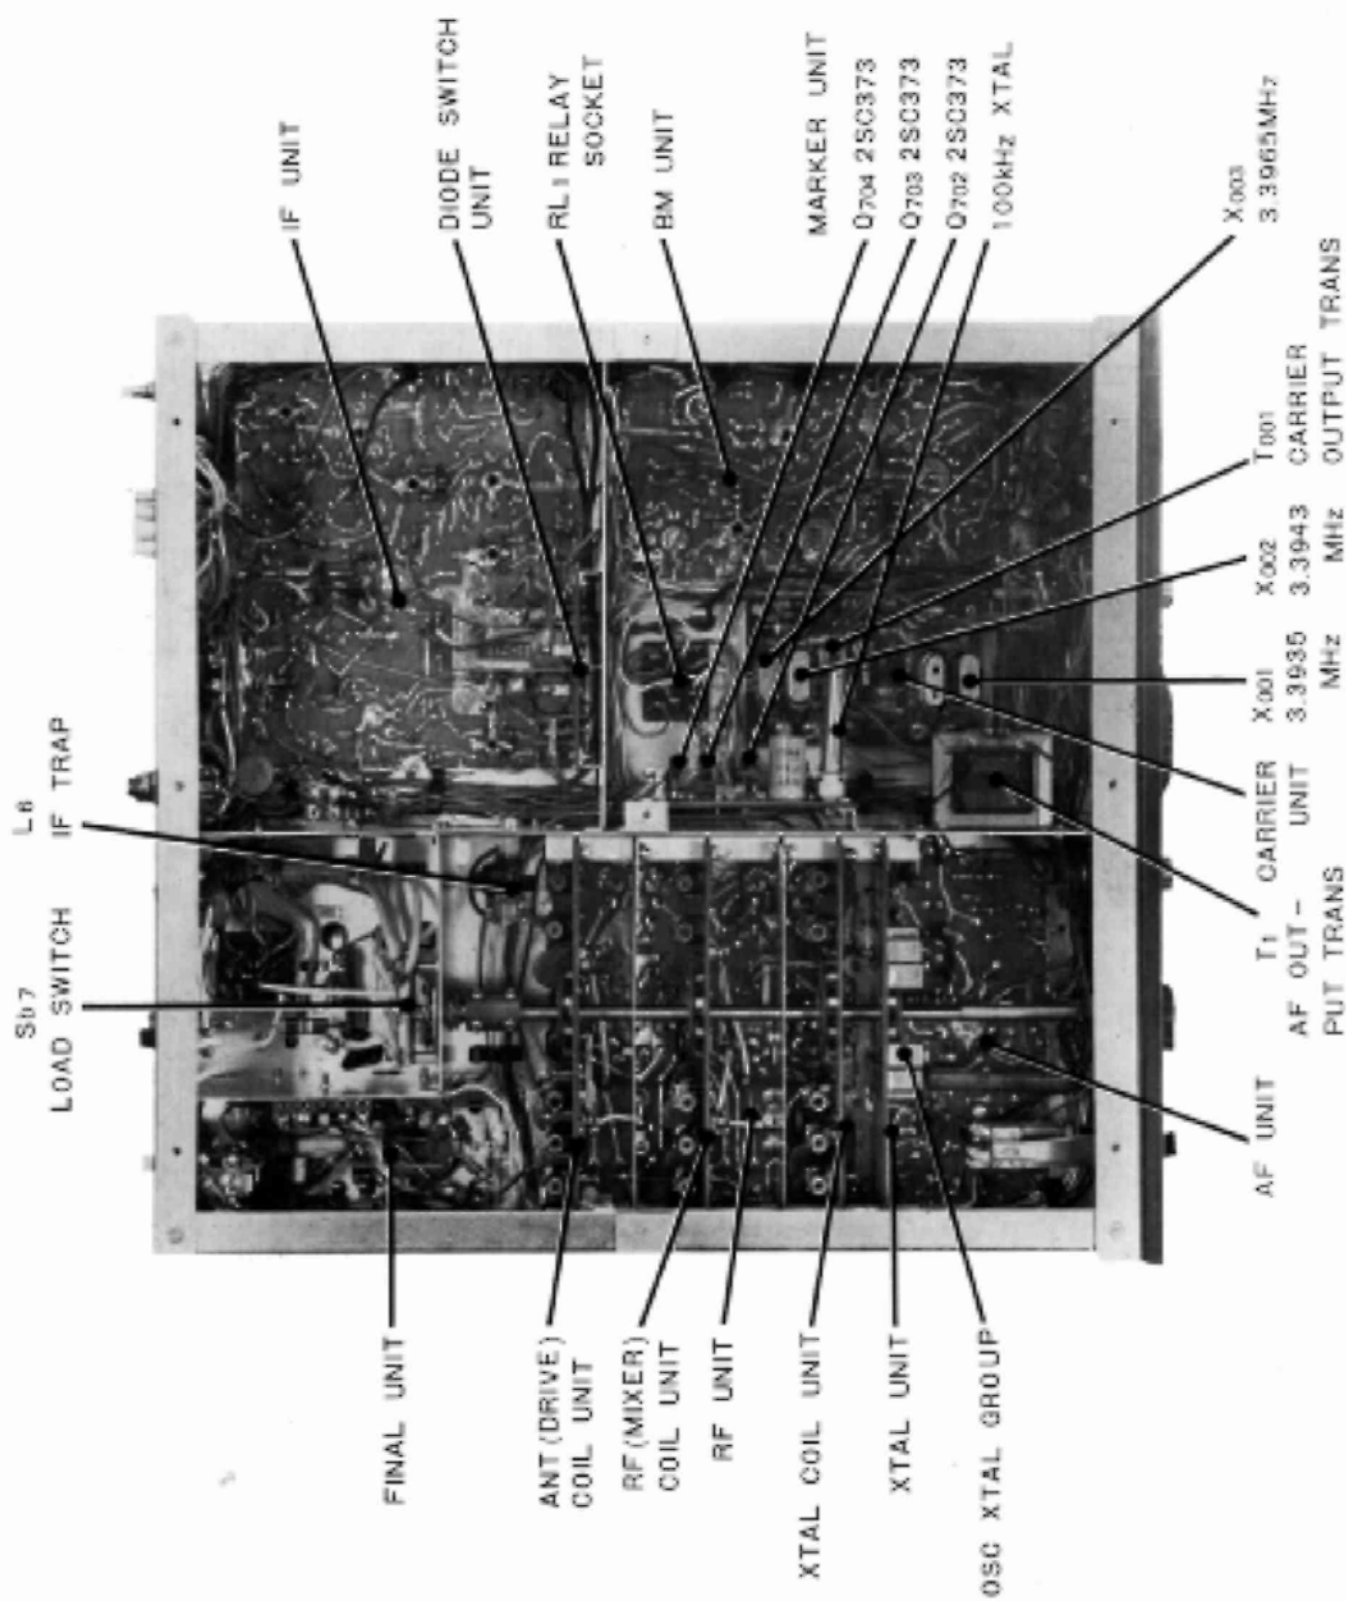 IF UNIT
DIODE SWITCH
UNIT
RL1 RELAY
SOCKET
BM UNIT
MARKER UNIT
Q704 2SC373
Q703 2SC373
Q702 2SC373
100kHz XTAL
X003
3.3965MHz
Sb7
LOAD SWITCH
L6
IF TRAP
T001
CARRIER
OUTPUT TRANS
X002
3.3943
MHz
X001
3.3935
MHz
CARRIER
UNIT
T1
AF OUT-
PUT TRANS
AF UNIT
FINAL UNIT
ANT(DRIVE)
COIL UNIT
RF(MIXER)
COIL UNIT
RF UNIT
XTAL COIL UNIT
XTAL UNIT
OSC XTAL GROUP